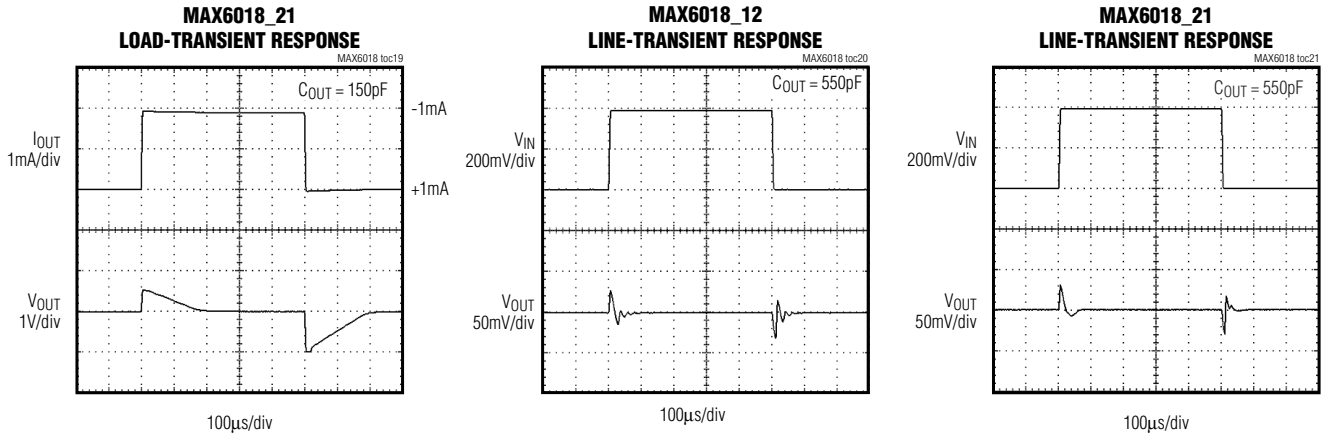 MAX6018_21
LOAD-TRANSIENT RESPONSE
MAX6018 toc19
COUT = 150pF
-1mA
IOUT
1mA/div
+1mA
VOUT
1V/div
100µs/div
MAX6018_12
LINE-TRANSIENT RESPONSE
MAX6018 toc20
COUT = 550pF
VIN
200mV/div
VOUT
50mV/div
100µs/div
MAX6018_21
LINE-TRANSIENT RESPONSE
MAX6018 toc21
COUT = 550pF
VIN
200mV/div
VOUT
50mV/div
100µs/div